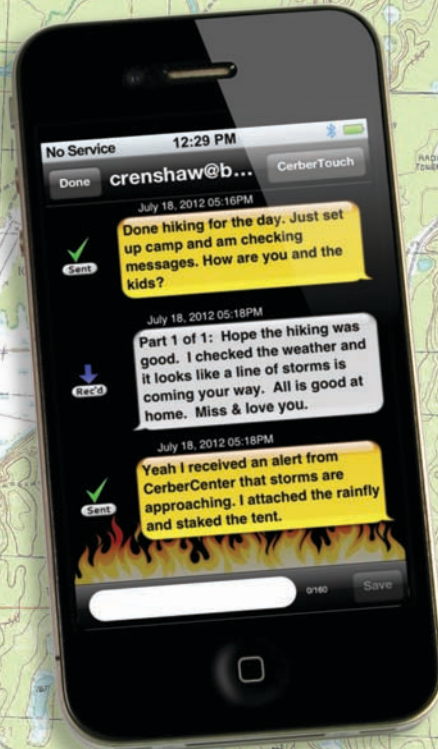 No Service
12:29 PM
Done
crenshaw@b...
CerberTouch
July 18, 2012 05:16PM
Done hiking for the day. Just set
up camp and am checking
messages. How are you and the
kids?
Sent
July 18, 2012 05:18PM
Part 1 of 1: Hope the hiking was
good. I checked the weather and
it looks like a line of storms is
coming your way. All is good at
home. Miss & love you.
Rec'd
July 18, 2012 05:18PM
Yeah I received an alert from
CerberCenter that storms are
approaching. I attached the rainfly
and staked the tent.
Sent
0/160
Save